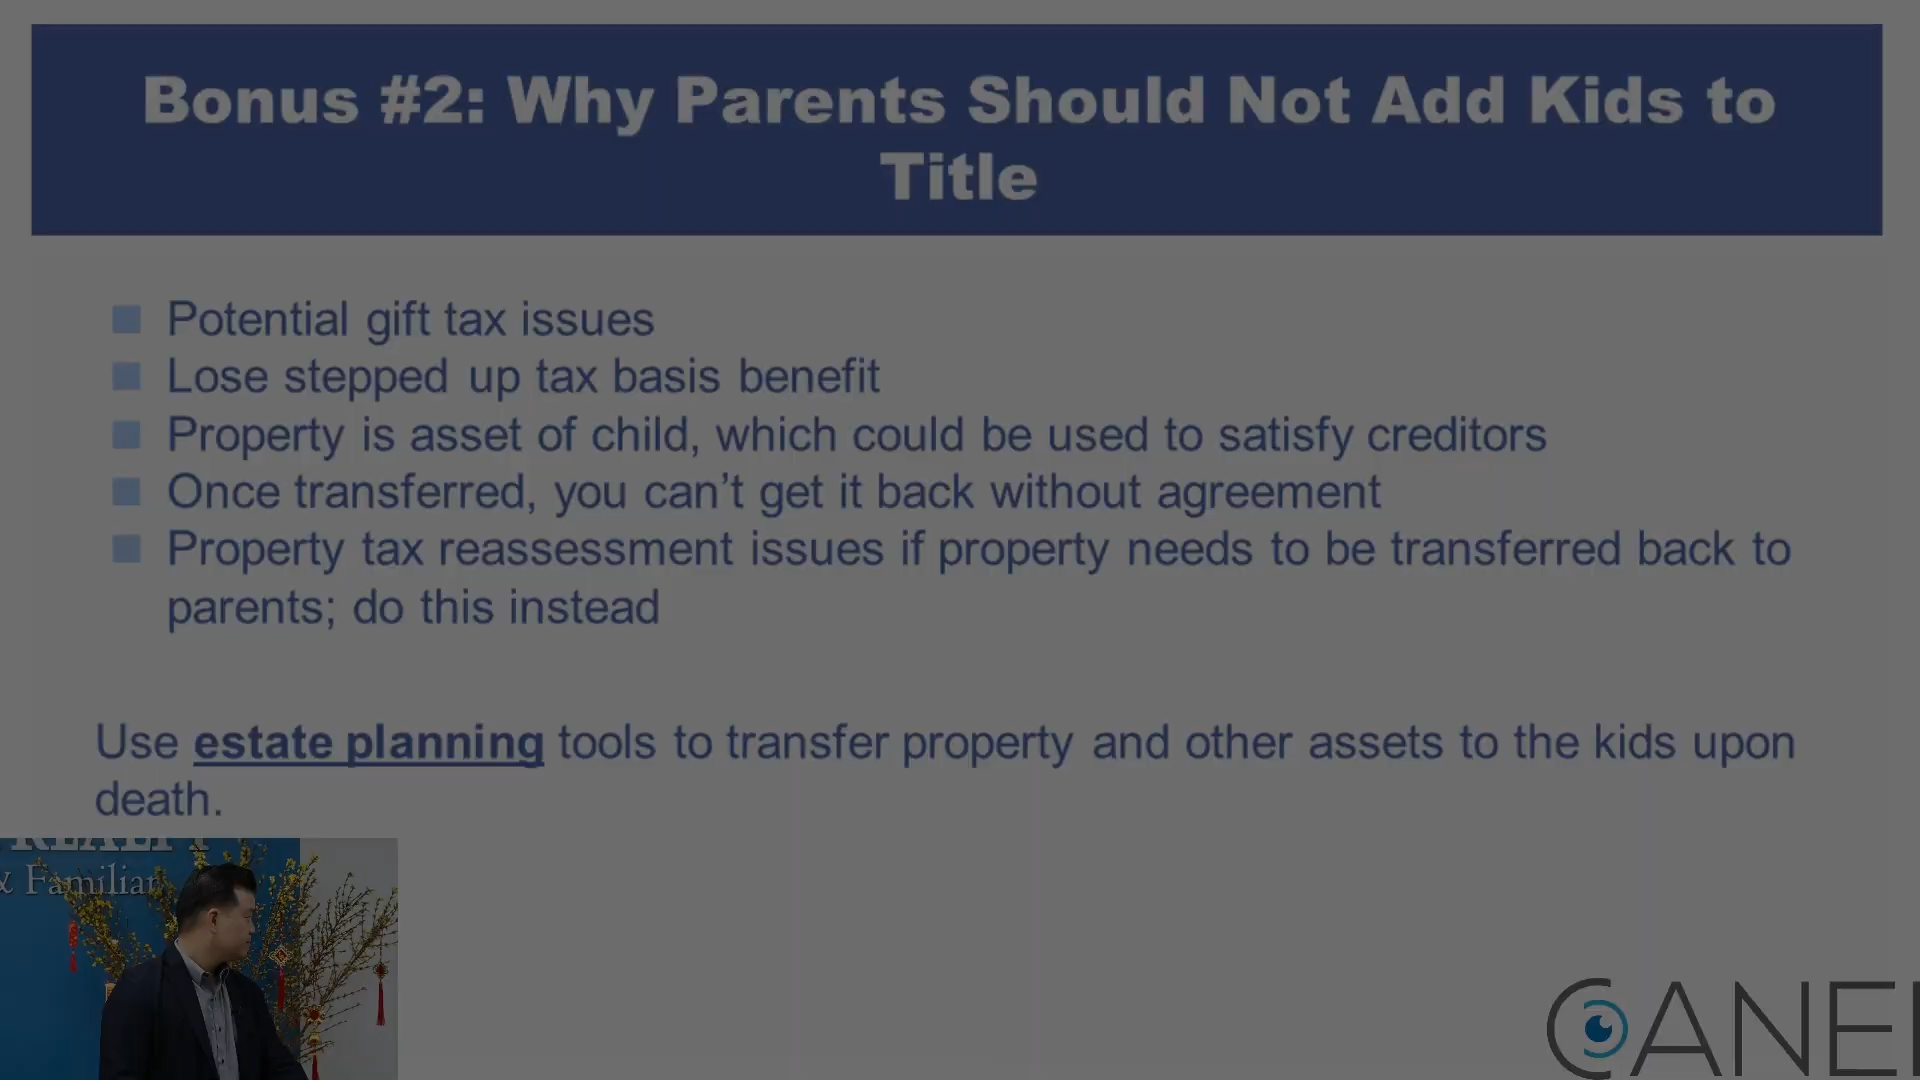 Bonus #2: Why Parents Should Not Add Kids to
Title
Potential gift tax issues
Lose stepped up tax basis benefit
Property is asset of child, which could be used to satisfy creditors
Once transferred, you can't get it back without agreement
Property tax reassessment issues if property needs to be transferred back to
parents; do this instead
Use estate planning tools to transfer property and other assets to the kids upon
death.
REALTY
& Familiar
CANEI